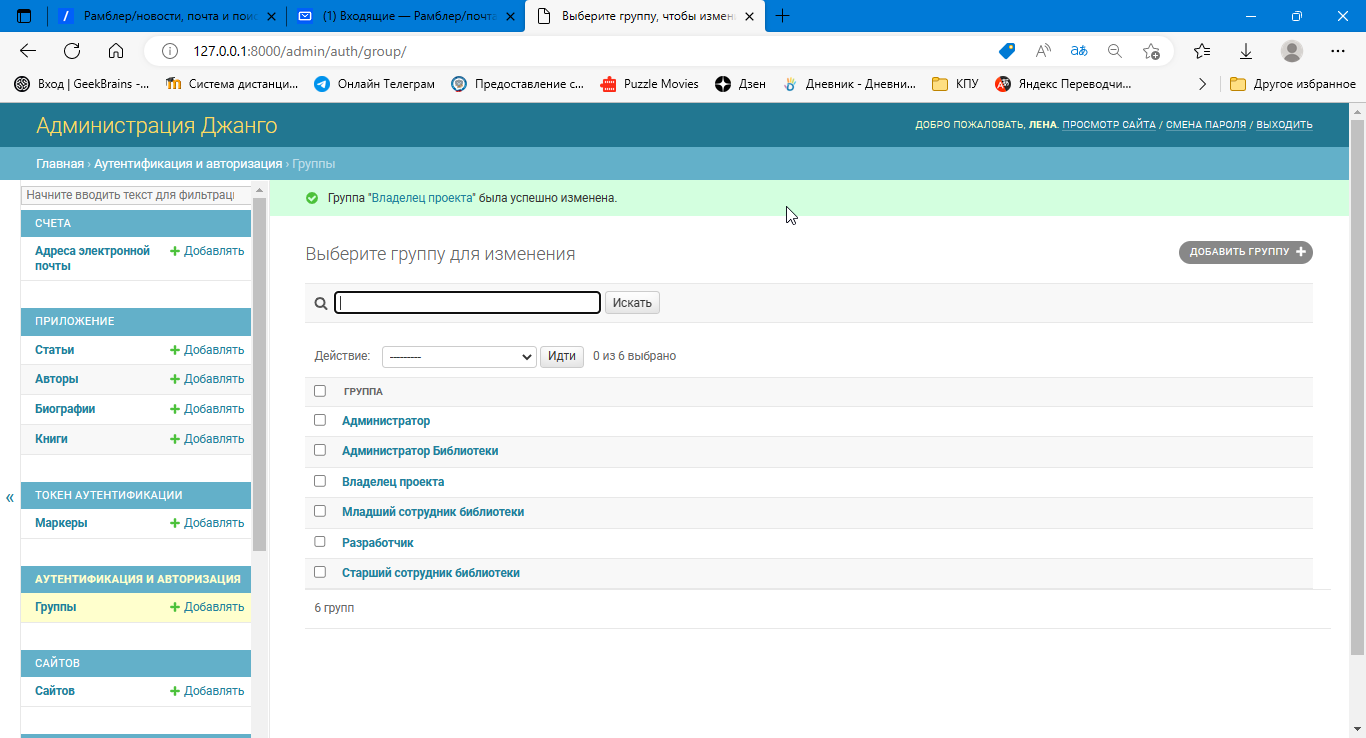 Рамблер/новости, почта и пои
(1) Входящие — Рамблер/почта
Выберите группу, чтобы измен
127.0.0.1:8000/admin/auth/group/
Вход | GeekBrains -...
Система дистанци...
Онлайн Телеграм
Предоставление с...
Puzzle Movies
Дзен
Дневник - Дневни...
КПУ
Яндекс Переводчи...
Другое избранное
Администрация Джанго
ДОБРО ПОЖАЛОВАТЬ, ЛЕНА. ПРОСМОТР САЙТА / СМЕНА ПАРОЛЯ / ВЫХОДИТЬ
Главная › Аутентификация и авторизация › Группы
Начните вводить текст для фильтрац
СЧЕТА
Адреса электронной почты
Добавлять
ПРИЛОЖЕНИЕ
Статьи Добавлять
Авторы Добавлять
Биографии Добавлять
Книги Добавлять
ТОКЕН АУТЕНТИФИКАЦИИ
Маркеры Добавлять
АУТЕНТИФИКАЦИЯ И АВТОРИЗАЦИЯ
Группы Добавлять
САЙТОВ
Сайтов Добавлять
Группа "Владелец проекта" была успешно изменена.
Выберите группу для изменения
ДОБАВИТЬ ГРУППУ +
Искать
Действие: --------- Идти 0 из 6 выбрано
ГРУППА
Администратор
Администратор Библиотеки
Владелец проекта
Младший сотрудник библиотеки
Разработчик
Старший сотрудник библиотеки
6 групп